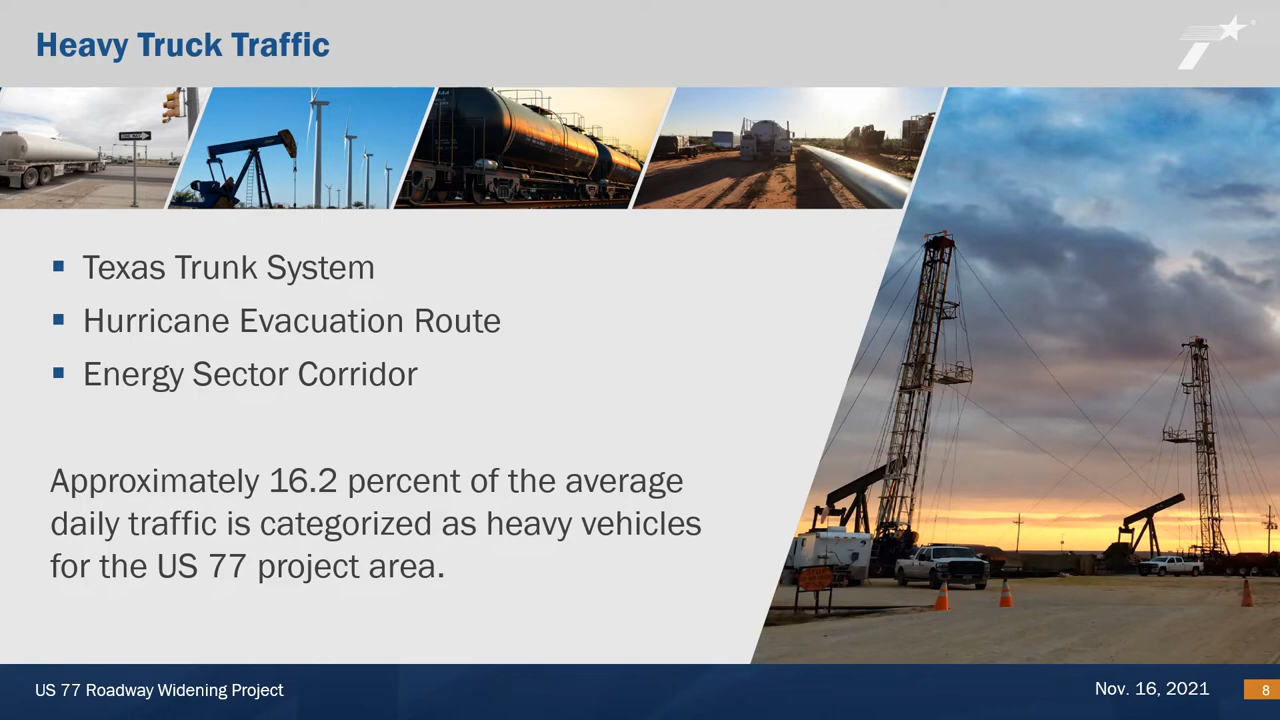 Heavy Truck Traffic
Texas Trunk System
Hurricane Evacuation Route
Energy Sector Corridor
Approximately 16.2 percent of the average
daily traffic is categorized as heavy vehicles
for the US 77 project area.
US 77 Roadway Widening Project
Nov. 16, 2021
8